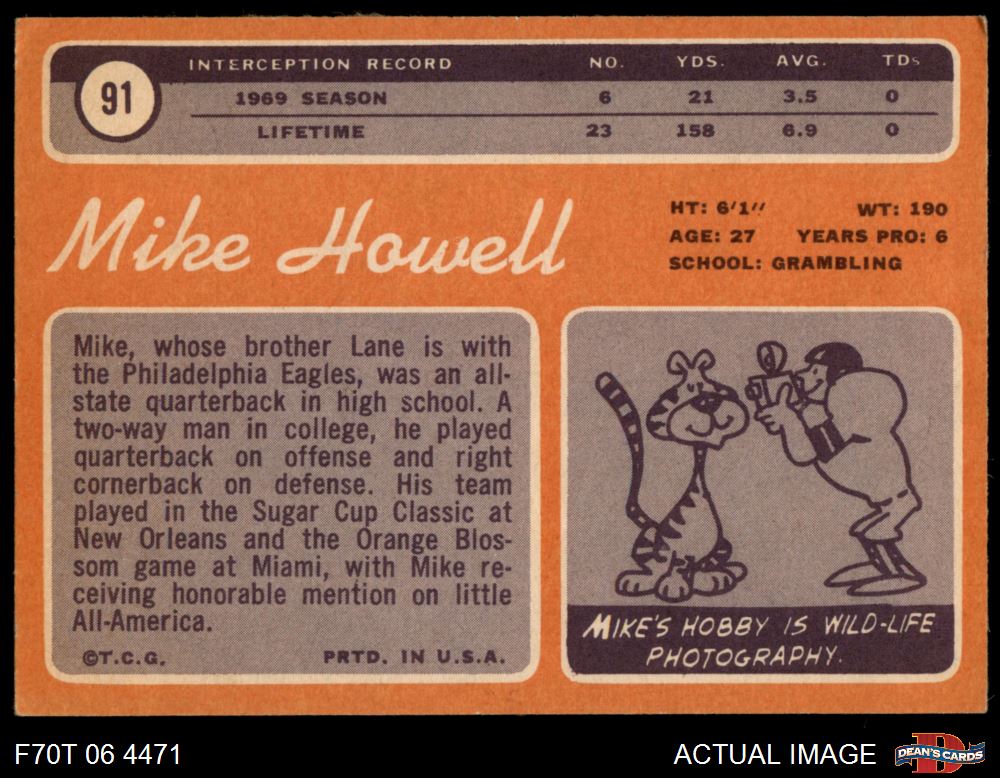 91
INTERCEPTION RECORD NO. YDS. AVG. TDs
1969 SEASON 6 21 3.5 0
LIFETIME 23 158 6.9 0
Mike Howell
HT: 6'1" WT: 190
AGE: 27 YEARS PRO: 6
SCHOOL: GRAMBLING
Mike, whose brother Lane is with
the Philadelphia Eagles, was an all-
state quarterback in high school. A
two-way man in college, he played
quarterback on offense and right
cornerback on defense. His team
played in the Sugar Cup Classic at
New Orleans and the Orange Blos-
som game at Miami, with Mike re-
ceiving honorable mention on little
All-America.
©T.C.G. PRTD. IN U.S.A.
MIKE'S HOBBY IS WILD-LIFE
PHOTOGRAPHY.
F70T 06 4471
ACTUAL IMAGE
D
DEAN'S CARDS